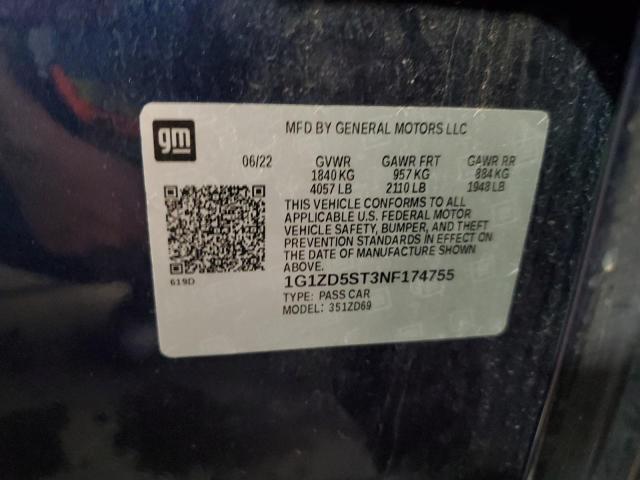 gm
MFD BY GENERAL MOTORS LLC
06/22 GVWR GAWR FRT GAWR RR
1840 KG 957 KG 884 KG
4057 LB 2110 LB 1948 LB
THIS VEHICLE CONFORMS TO ALL
APPLICABLE U.S. FEDERAL MOTOR
VEHICLE SAFETY, BUMPER, AND THEFT
PREVENTION STANDARDS IN EFFECT ON
THE DATE OF MANUFACTURE SHOWN
ABOVE.
619D
1G1ZD5ST3NF174755
TYPE: PASS CAR
MODEL: 351ZD69